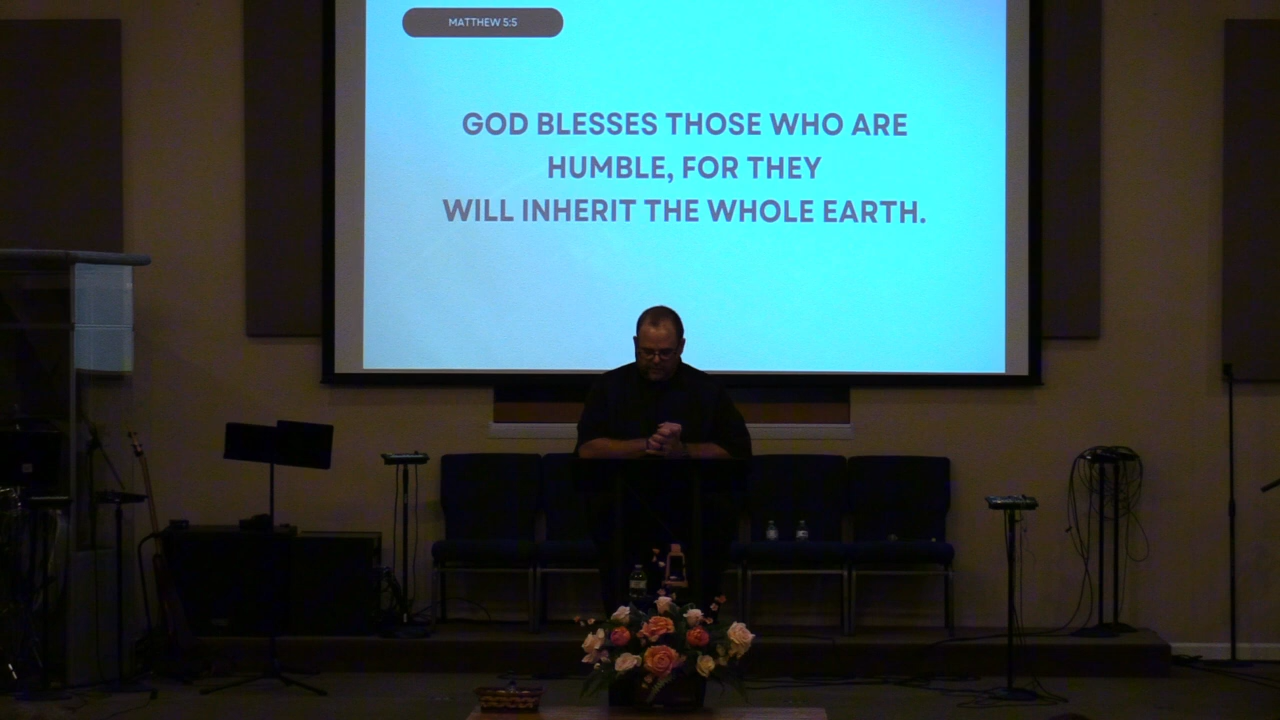 MATTHEW 5:5
GOD BLESSES THOSE WHO ARE
HUMBLE, FOR THEY
WILL INHERIT THE WHOLE EARTH.